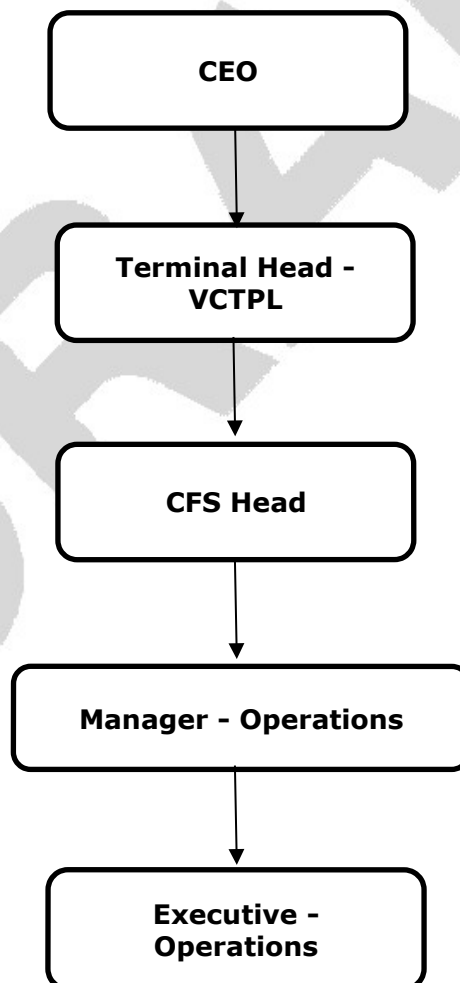 CEO
Terminal Head -
VCTPL
CFS Head
Manager - Operations
Executive -
Operations